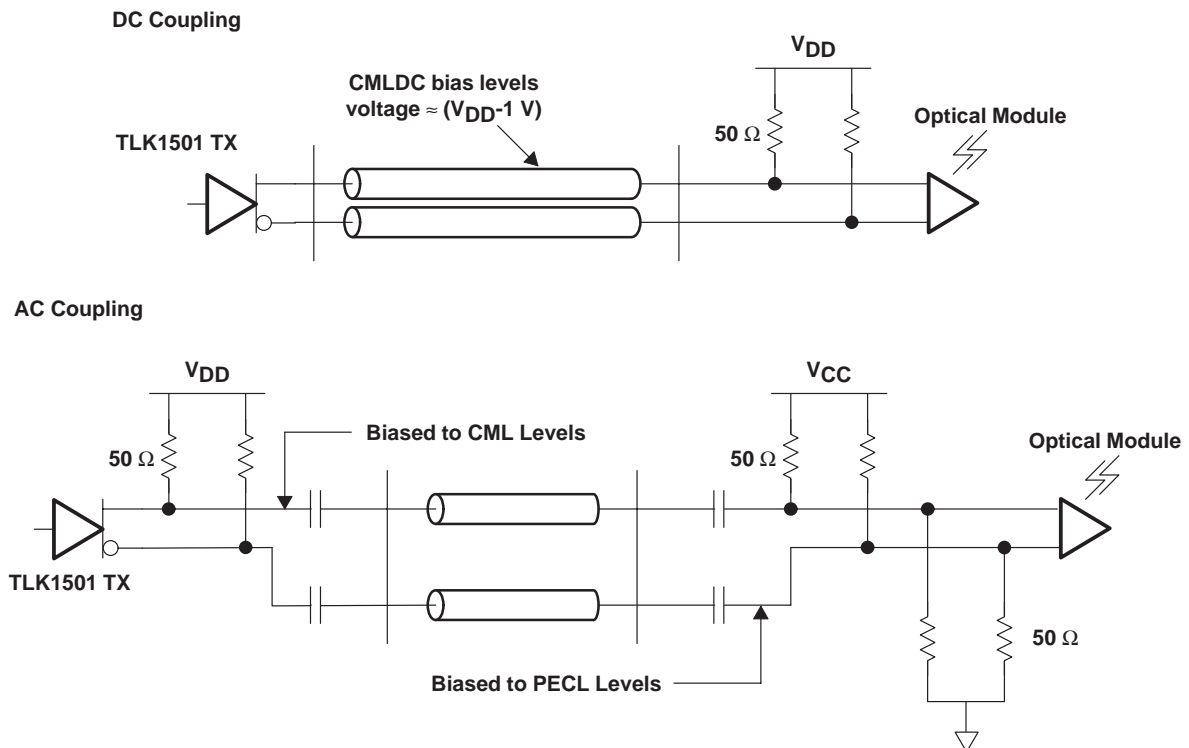 DC Coupling
VDD
CMLDC bias levels
voltage ≈ (VDD-1 V)
Optical Module
50 Ω
TLK1501 TX
AC Coupling
VDD
VCC
Biased to CML Levels
Optical Module
50 Ω
50 Ω
TLK1501 TX
50 Ω
Biased to PECL Levels